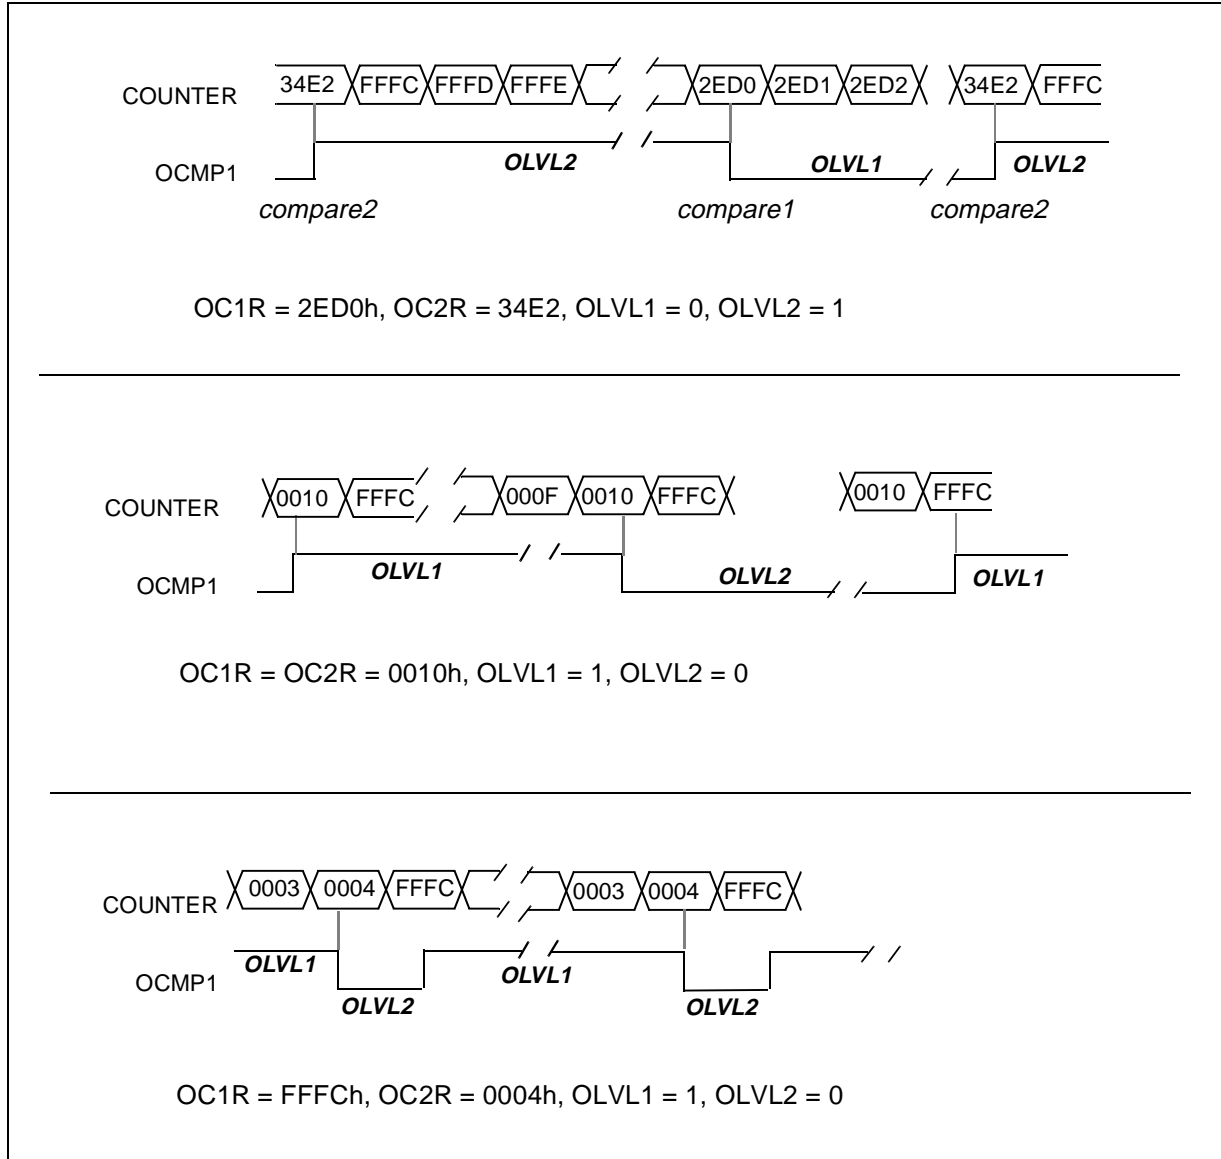 COUNTER 34E2 FFFC FFFD FFFE 2ED0 2ED1 2ED2 34E2 FFFC
OCMP1 OLVL2 OLVL1 OLVL2
compare2 compare1 compare2
OC1R = 2ED0h, OC2R = 34E2, OLVL1 = 0, OLVL2 = 1
COUNTER 0010 FFFC 000F 0010 FFFC 0010 FFFC
OCMP1 OLVL1 OLVL2 OLVL1
OC1R = OC2R = 0010h, OLVL1 = 1, OLVL2 = 0
COUNTER 0003 0004 FFFC 0003 0004 FFFC
OCMP1 OLVL1 OLVL1
OLVL2 OLVL2
OC1R = FFFCh, OC2R = 0004h, OLVL1 = 1, OLVL2 = 0